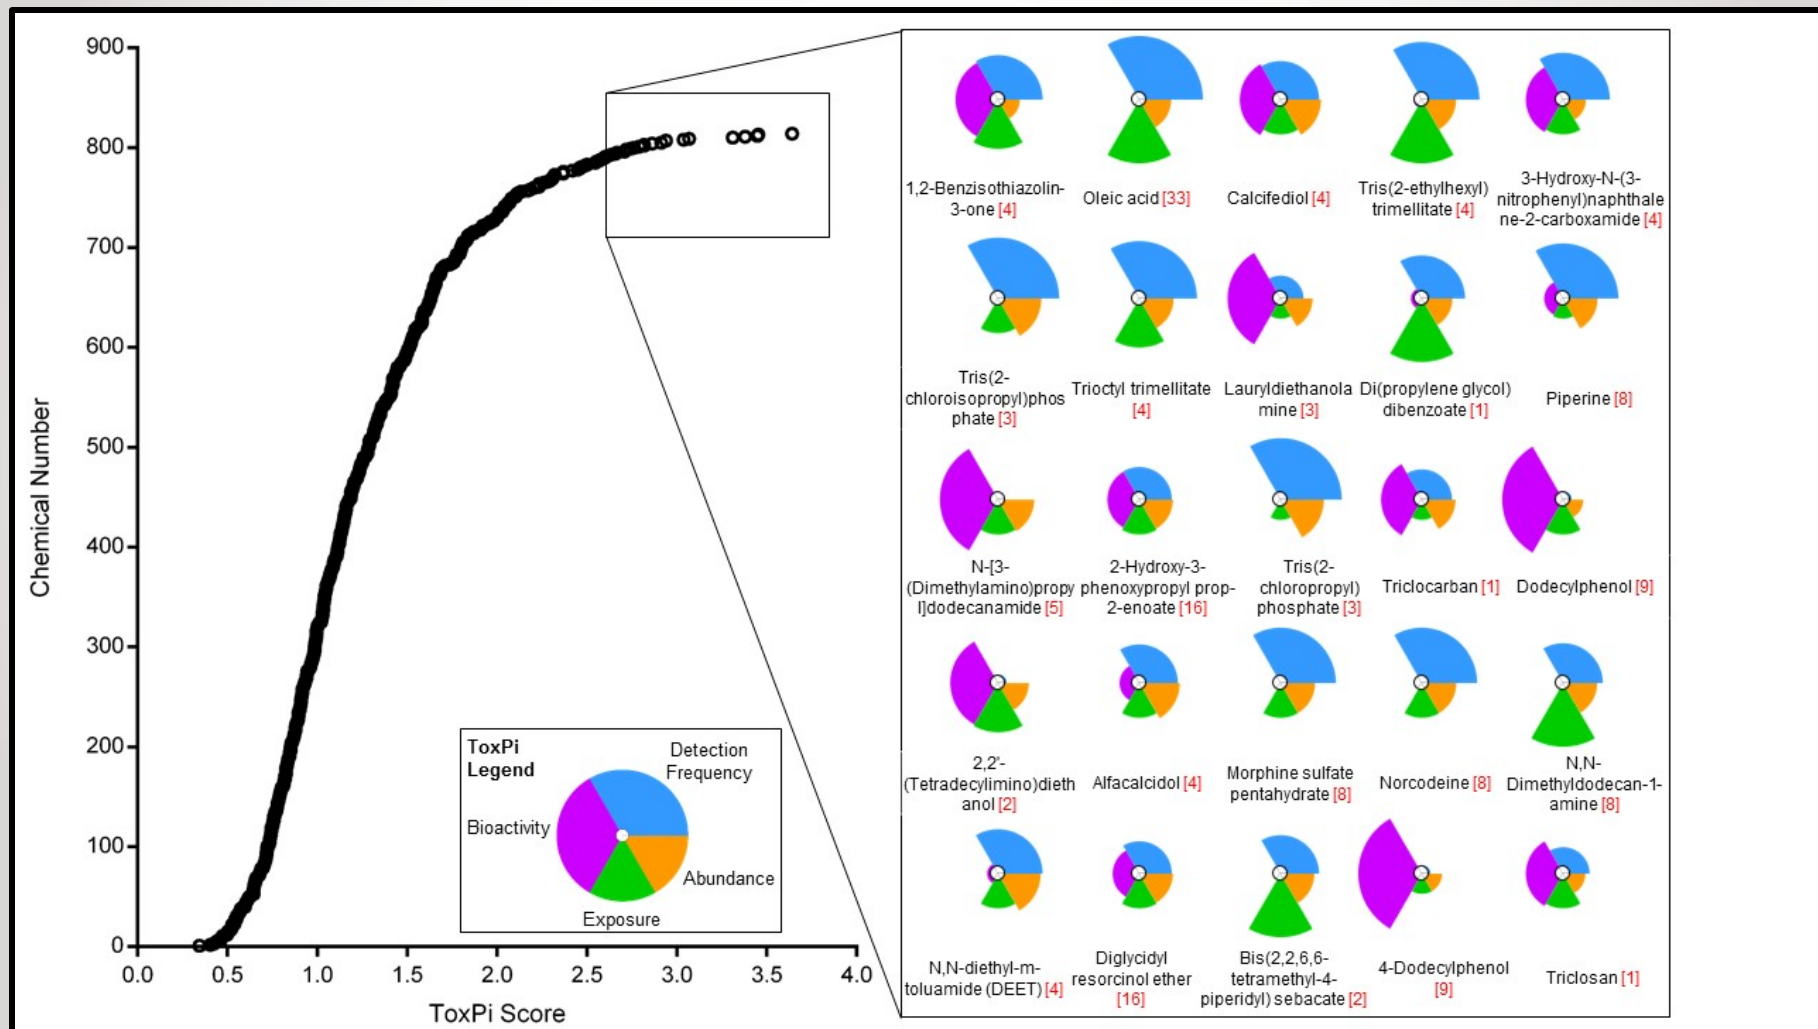 900
800
700
600
500
400
300
200
100
0
Chemical Number
0.0 0.5 1.0 1.5 2.0 2.5 3.0 3.5 4.0
ToxPi Score
ToxPi
Legend
Detection
Frequency
Bioactivity
Abundance
Exposure
1,2-Benzisothiazolin-
3-one [4]
Oleic acid [33]
Calcifediol [4]
Tris(2-ethylhexyl)
trimellitate [4]
3-Hydroxy-N-(3-
nitrophenyl)naphthale
ne-2-carboxamide [4]
Tris(2-
chloroisopropyl)phos
phate [3]
Trioctyl trimellitate
[4]
Lauryldiethanola
mine [3]
Di(propylene glycol)
dibenzoate [1]
Piperine [8]
N-[3-
(Dimethylamino)propy
l]dodecanamide [5]
2-Hydroxy-3-
phenoxypropyl prop-
2-enoate [16]
Tris(2-
chloropropyl)
phosphate [3]
Triclocarban [1]
Dodecylphenol [9]
2,2'-
(Tetradecylimino)dieth
anol [2]
Alfacalcidol [4]
Morphine sulfate
pentahydrate [8]
Norcodeine [8]
N,N-
Dimethyldodecan-1-
amine [8]
N,N-diethyl-m-
toluamide (DEET) [4]
Diglycidyl
resorcinol ether
[16]
Bis(2,2,6,6-
tetramethyl-4-
piperidyl) sebacate [2]
4-Dodecylphenol
[9]
Triclosan [1]